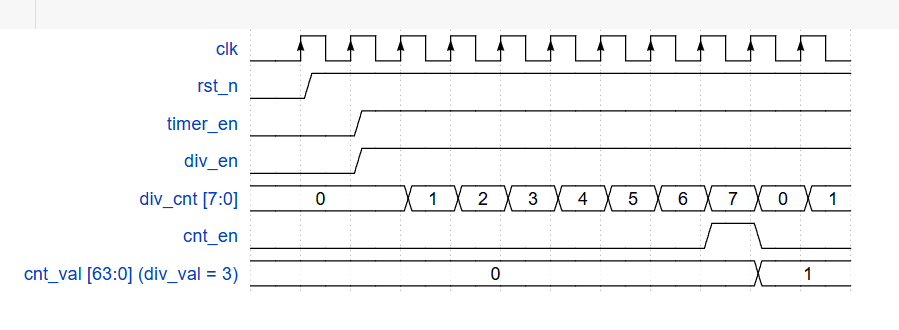 clk
rst_n
timer_en
div_en
div_cnt [7:0] 0 1 2 3 4 5 6 7 0 1
cnt_en
cnt_val [63:0] (div_val = 3) 0 1